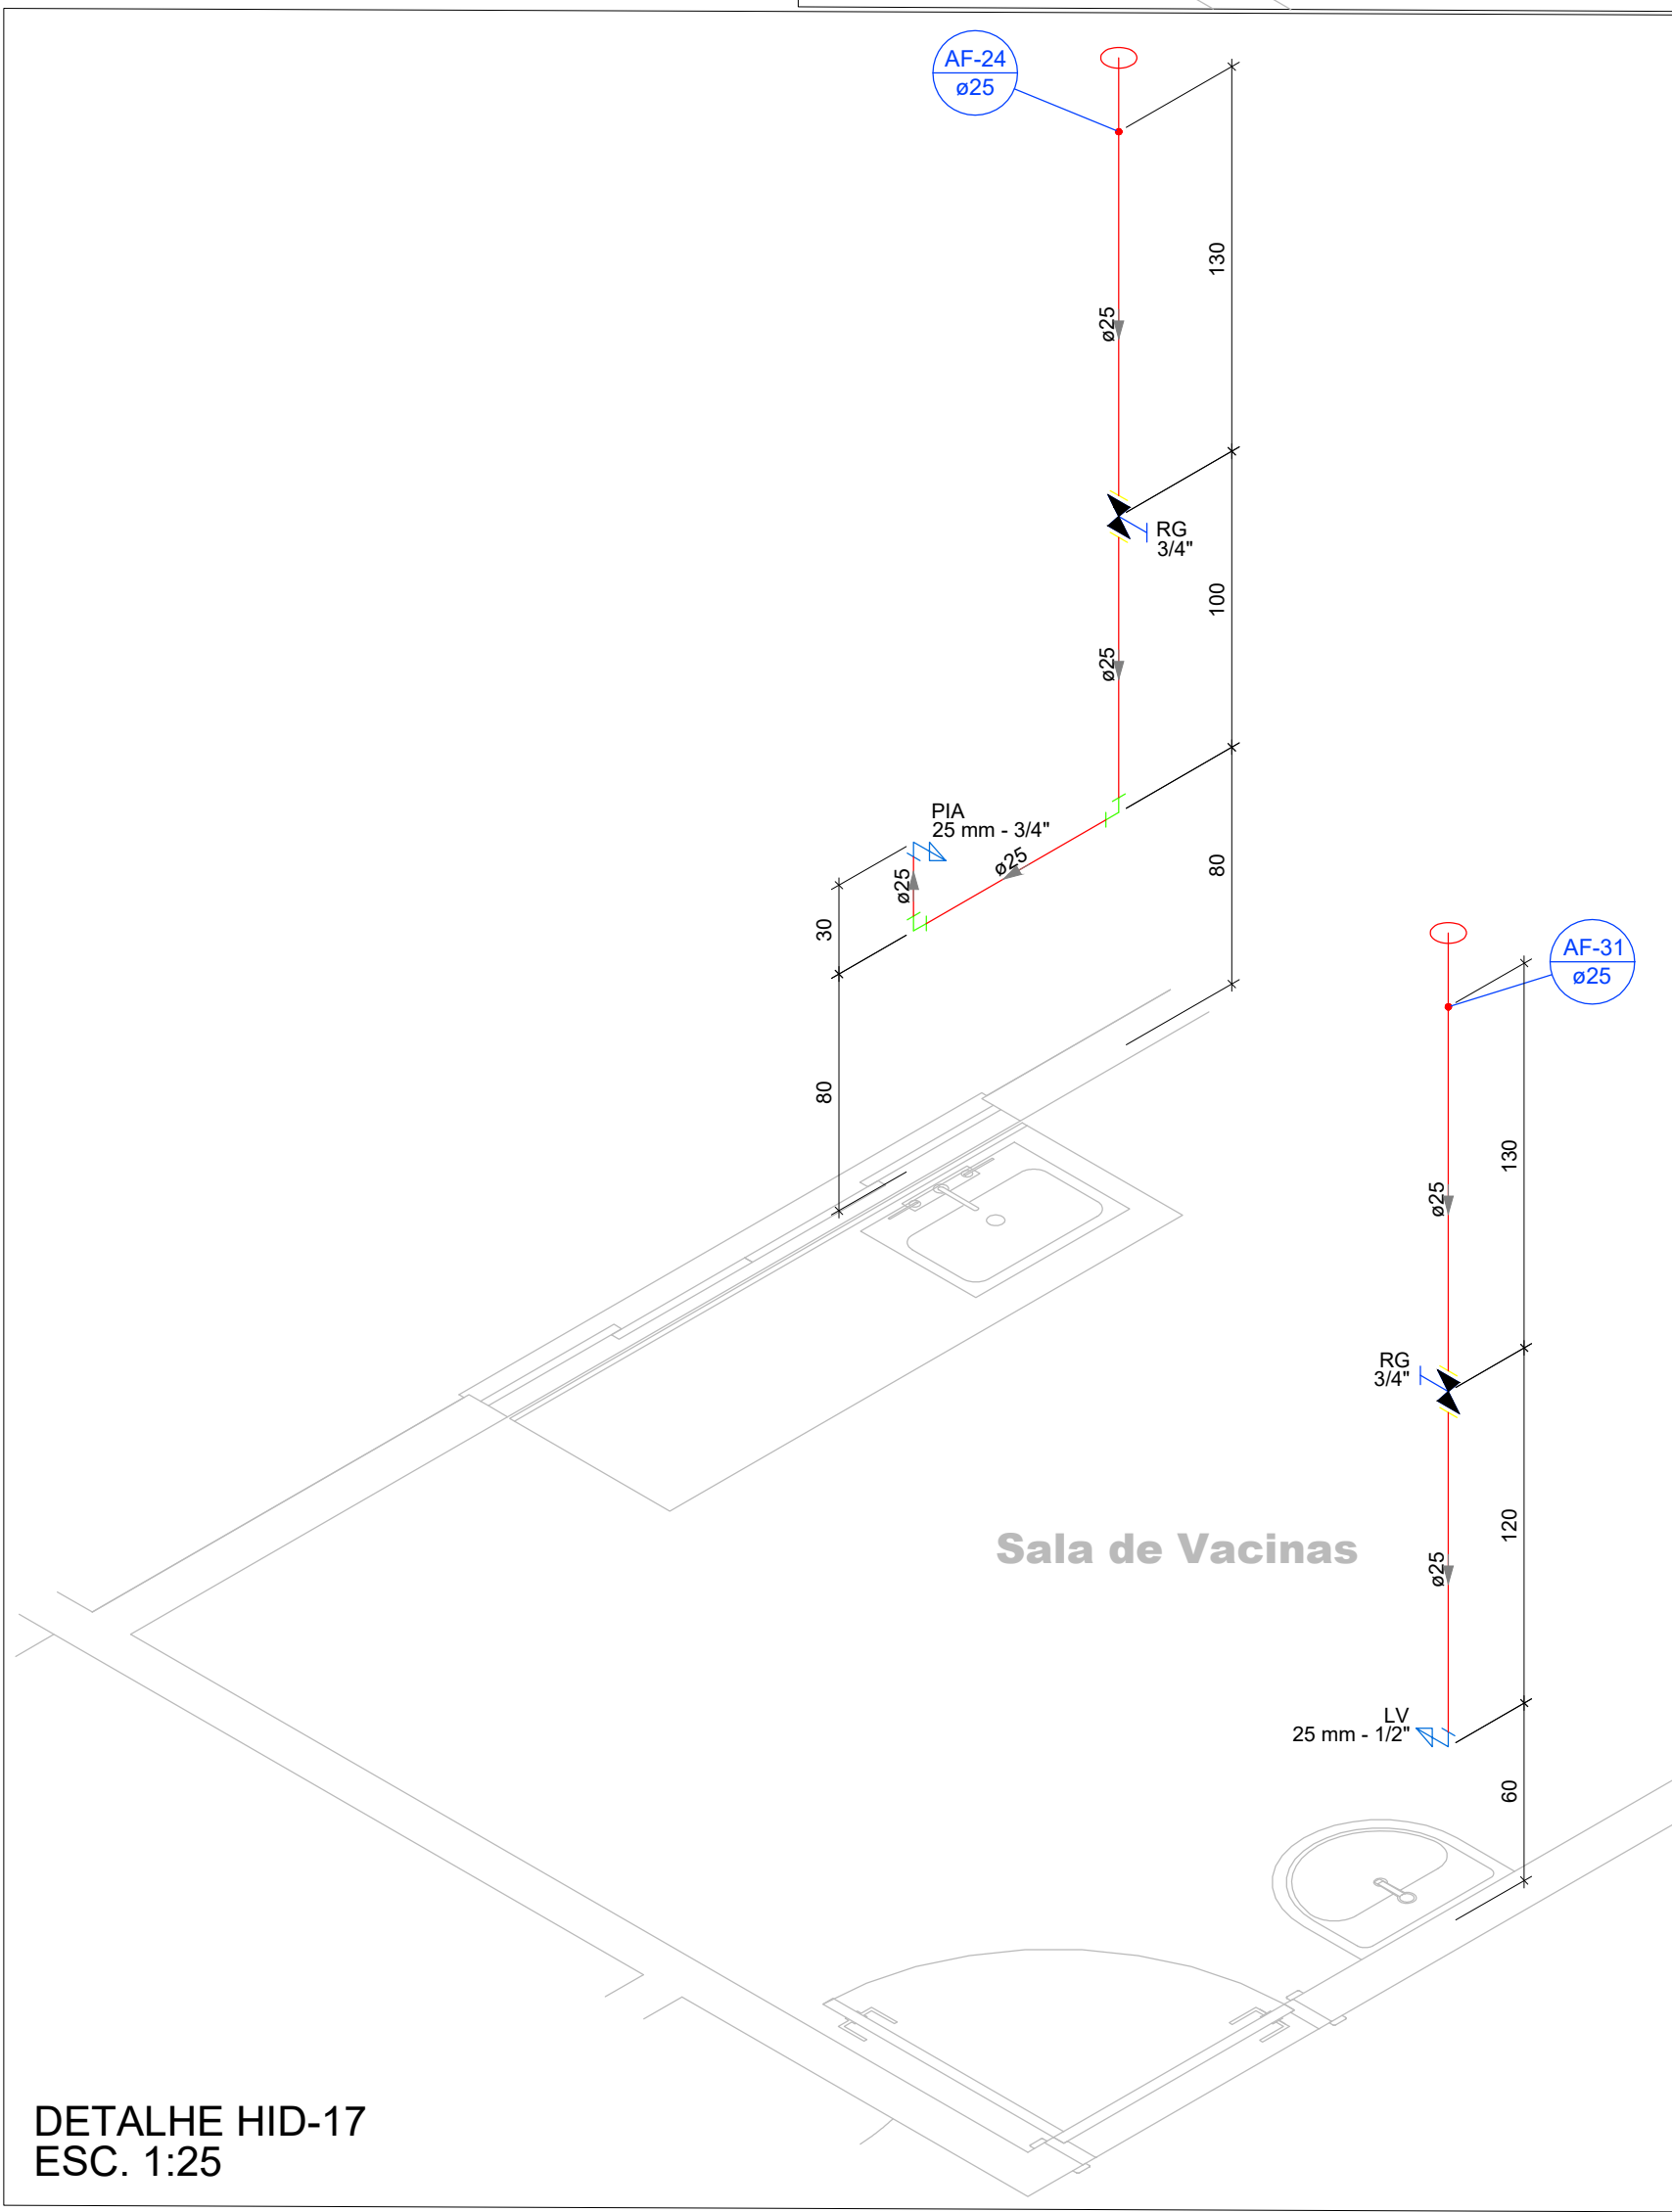 AF-24
ø25
130
ø25
RG
3/4"
100
ø25
PIA
25 mm - 3/4"
ø25
ø25
80
30
80
AF-31
ø25
130
ø25
RG
3/4"
120
Sala de Vacinas
ø25
LV
25 mm - 1/2"
60
DETALHE HID-17
ESC. 1:25